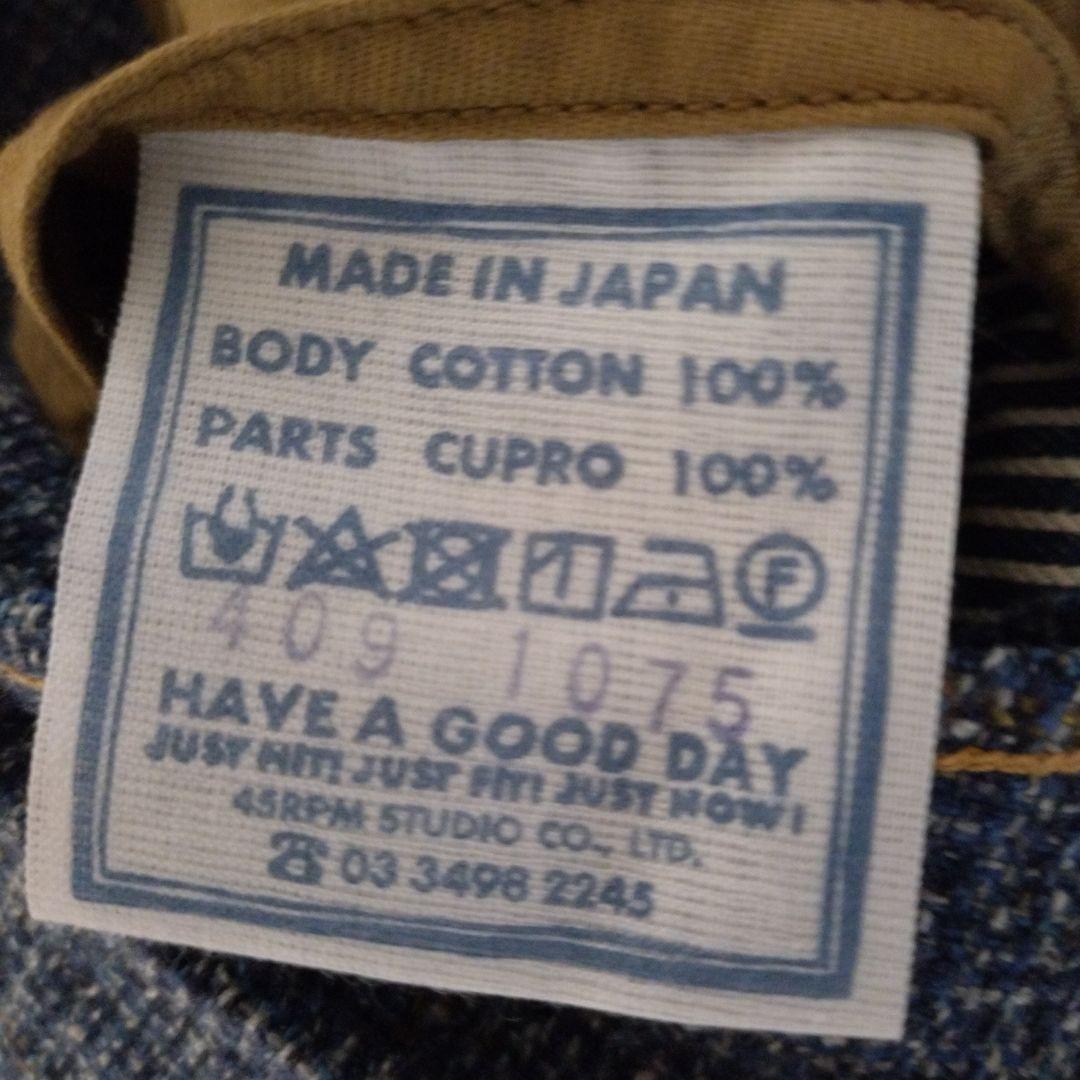 MADE IN JAPAN
BODY COTTON 100%
PARTS CUPRO 100%
F
409 1075
HAVE A GOOD DAY
JUST HIT! JUST FIT! JUST NOW!
45RPM STUDIO CO., LTD.
☎ 03 3498 2245